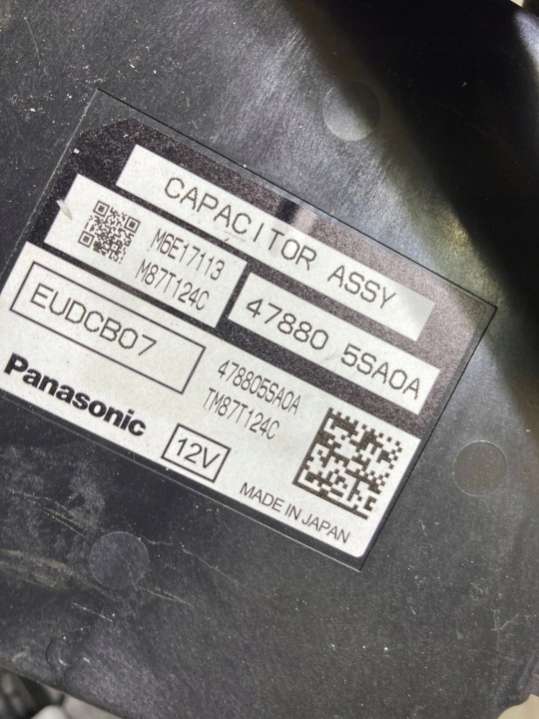 CAPACITOR ASSY
M6E17113
M87T124C
47880 5SA0A
EUDCB07
478805SA0A
TM87T124C
Panasonic
12V
MADE IN JAPAN